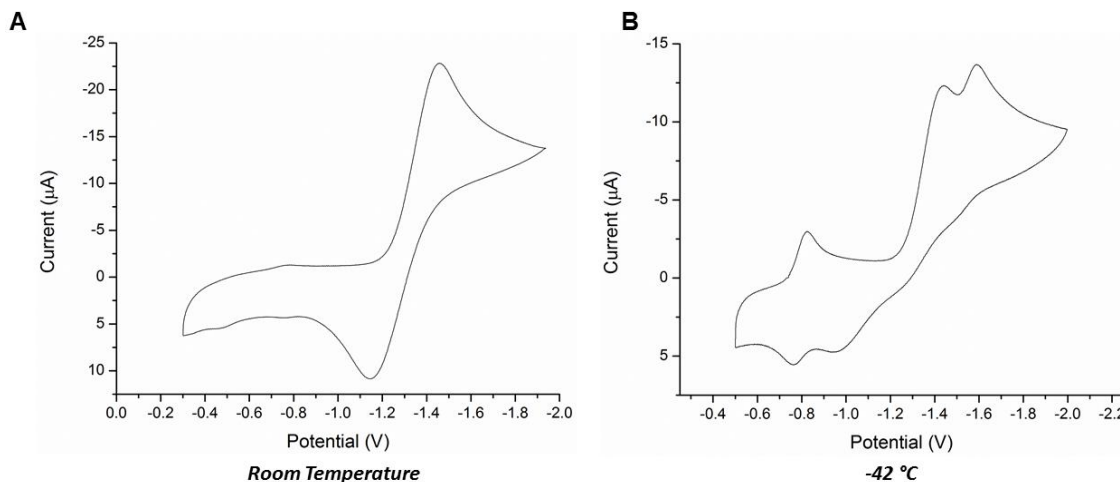 A
Current (μA)
-25
-20
-15
-10
-5
0
5
10
0.0 -0.2 -0.4 -0.6 -0.8 -1.0 -1.2 -1.4 -1.6 -1.8 -2.0
Potential (V)
Room Temperature
B
Current (μA)
-15
-10
-5
0
5
-0.4 -0.6 -0.8 -1.0 -1.2 -1.4 -1.6 -1.8 -2.0 -2.2
Potential (V)
-42 °C